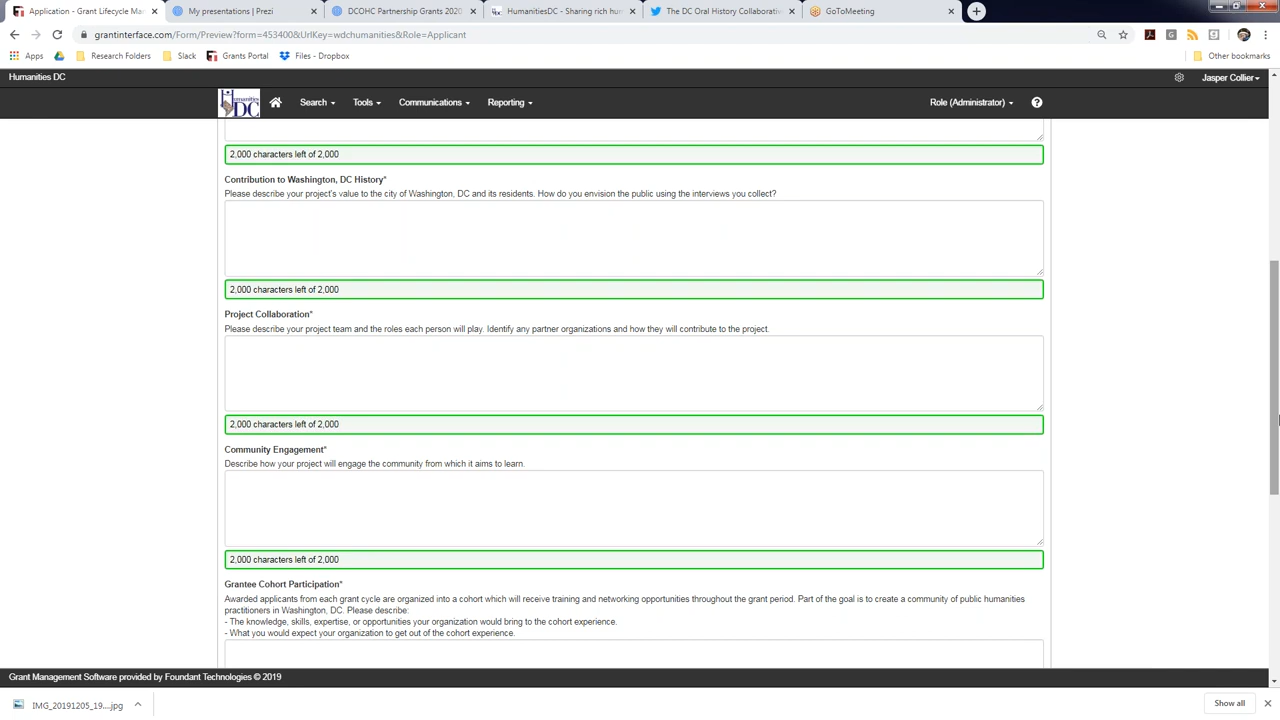 Application - Grant Lifecycle Ma
My presentations | Prezi
DCOHC Partnership Grants 2020
HumanitiesDC - Sharing rich hum
The DC Oral History Collaborati
GoToMeeting
grantinterface.com/Form/Preview?form=453400&UrlKey=wdchumanities&Role=Applicant
Apps
Research Folders
Slack
Grants Portal
Files - Dropbox
Other bookmarks
Humanities DC
Jasper Collier
Humanities DC
Search
Tools
Communications
Reporting
Role (Administrator)
2,000 characters left of 2,000
Contribution to Washington, DC History*
Please describe your project's value to the city of Washington, DC and its residents. How do you envision the public using the interviews you collect?
2,000 characters left of 2,000
Project Collaboration*
Please describe your project team and the roles each person will play. Identify any partner organizations and how they will contribute to the project.
2,000 characters left of 2,000
Community Engagement*
Describe how your project will engage the community from which it aims to learn.
2,000 characters left of 2,000
Grantee Cohort Participation*
Awarded applicants from each grant cycle are organized into a cohort which will receive training and networking opportunities throughout the grant period. Part of the goal is to create a community of public humanities
practitioners in Washington, DC. Please describe:
- The knowledge, skills, expertise, or opportunities your organization would bring to the cohort experience.
- What you would expect your organization to get out of the cohort experience.
Grant Management Software provided by Foundant Technologies © 2019
IMG_20191205_19....jpg
Show all